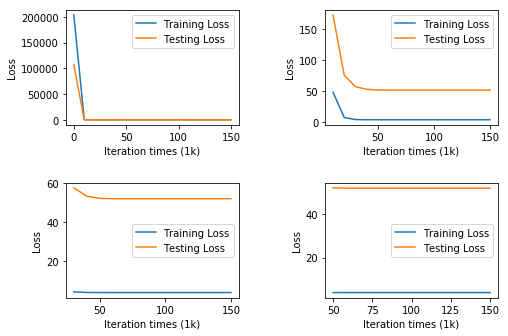 200000
150000
100000
50000
0
Loss
0 50 100 150
Iteration times (1k)
Training Loss
Testing Loss
150
100
50
0
Loss
50 100 150
Iteration times (1k)
Training Loss
Testing Loss
60
40
20
Loss
50 100 150
Iteration times (1k)
Training Loss
Testing Loss
40
20
Loss
50 75 100 125 150
Iteration times (1k)
Training Loss
Testing Loss